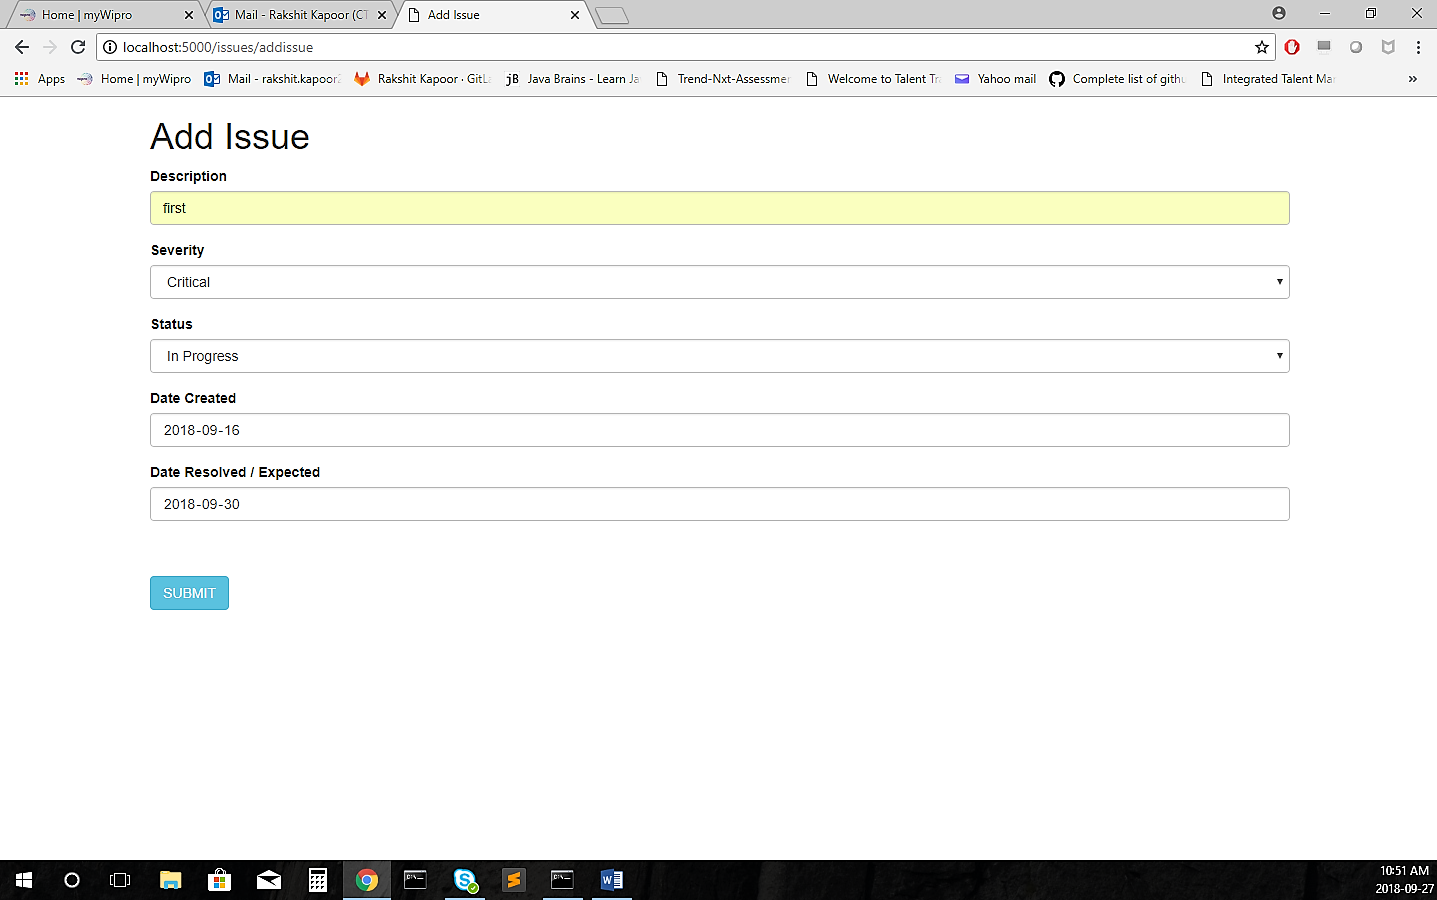 Home | myWipro
Mail - Rakshit Kapoor (CT
Add Issue
localhost:5000/issues/addissue
Apps
Home | myWipro
Mail - rakshit.kapoor
Rakshit Kapoor · GitL
jB Java Brains - Learn Ja
Trend-Nxt-Assessmen
Welcome to Talent Tr
Yahoo mail
Complete list of githu
Integrated Talent Mar
»
Add Issue
Description
first
Severity
Critical
Status
In Progress
Date Created
2018-09-16
Date Resolved / Expected
2018-09-30
SUBMIT
10:51 AM
2018-09-27